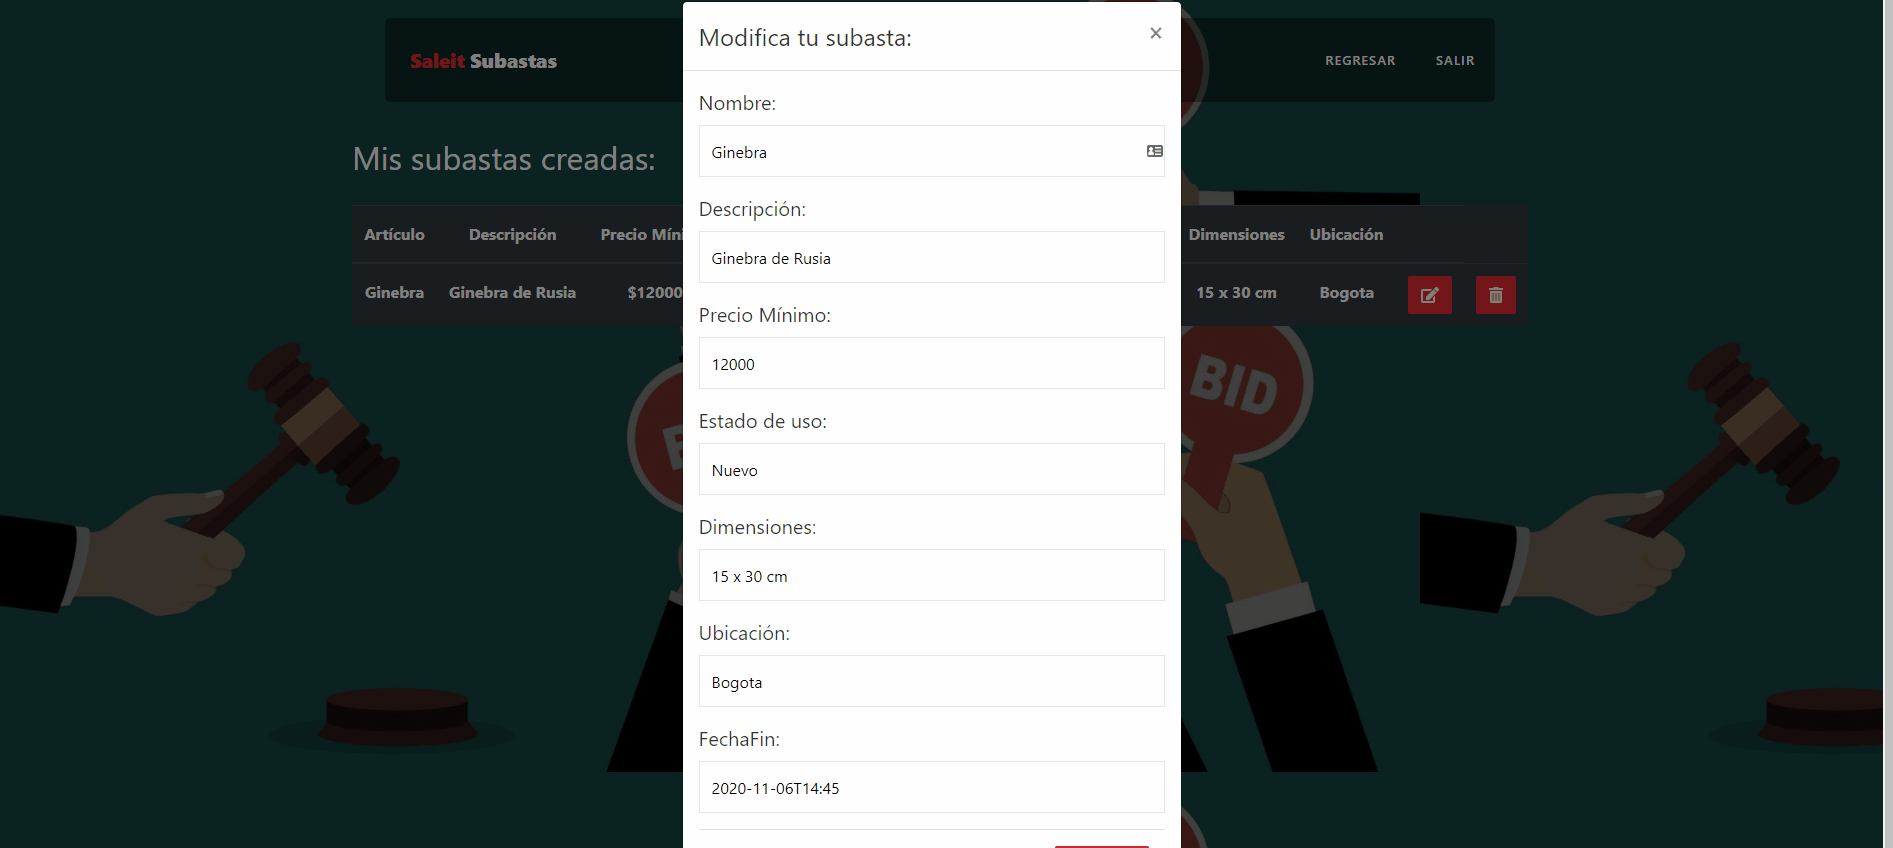 Saleit Subastas
REGRESAR
SALIR
Mis subastas creadas:
Artículo Descripción Precio Míni Dimensiones Ubicación
Ginebra Ginebra de Rusia $12000 15 x 30 cm Bogota
Modifica tu subasta:
×
Nombre:
Ginebra
Descripción:
Ginebra de Rusia
Precio Mínimo:
12000
Estado de uso:
Nuevo
Dimensiones:
15 x 30 cm
Ubicación:
Bogota
FechaFin:
2020-11-06T14:45
B
BID